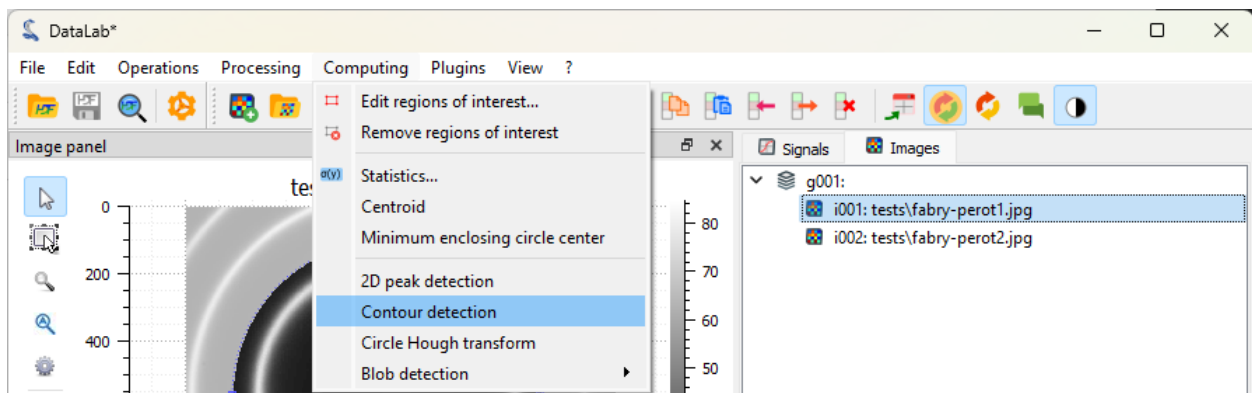 DataLab*
File Edit Operations Processing Computing Plugins View ?
Image panel
Edit regions of interest...
Remove regions of interest
σ(y) Statistics...
Centroid
Minimum enclosing circle center
2D peak detection
Contour detection
Circle Hough transform
Blob detection
tes
0
200
400
80
70
60
50
Signals Images
g001:
i001: tests\fabry-perot1.jpg
i002: tests\fabry-perot2.jpg